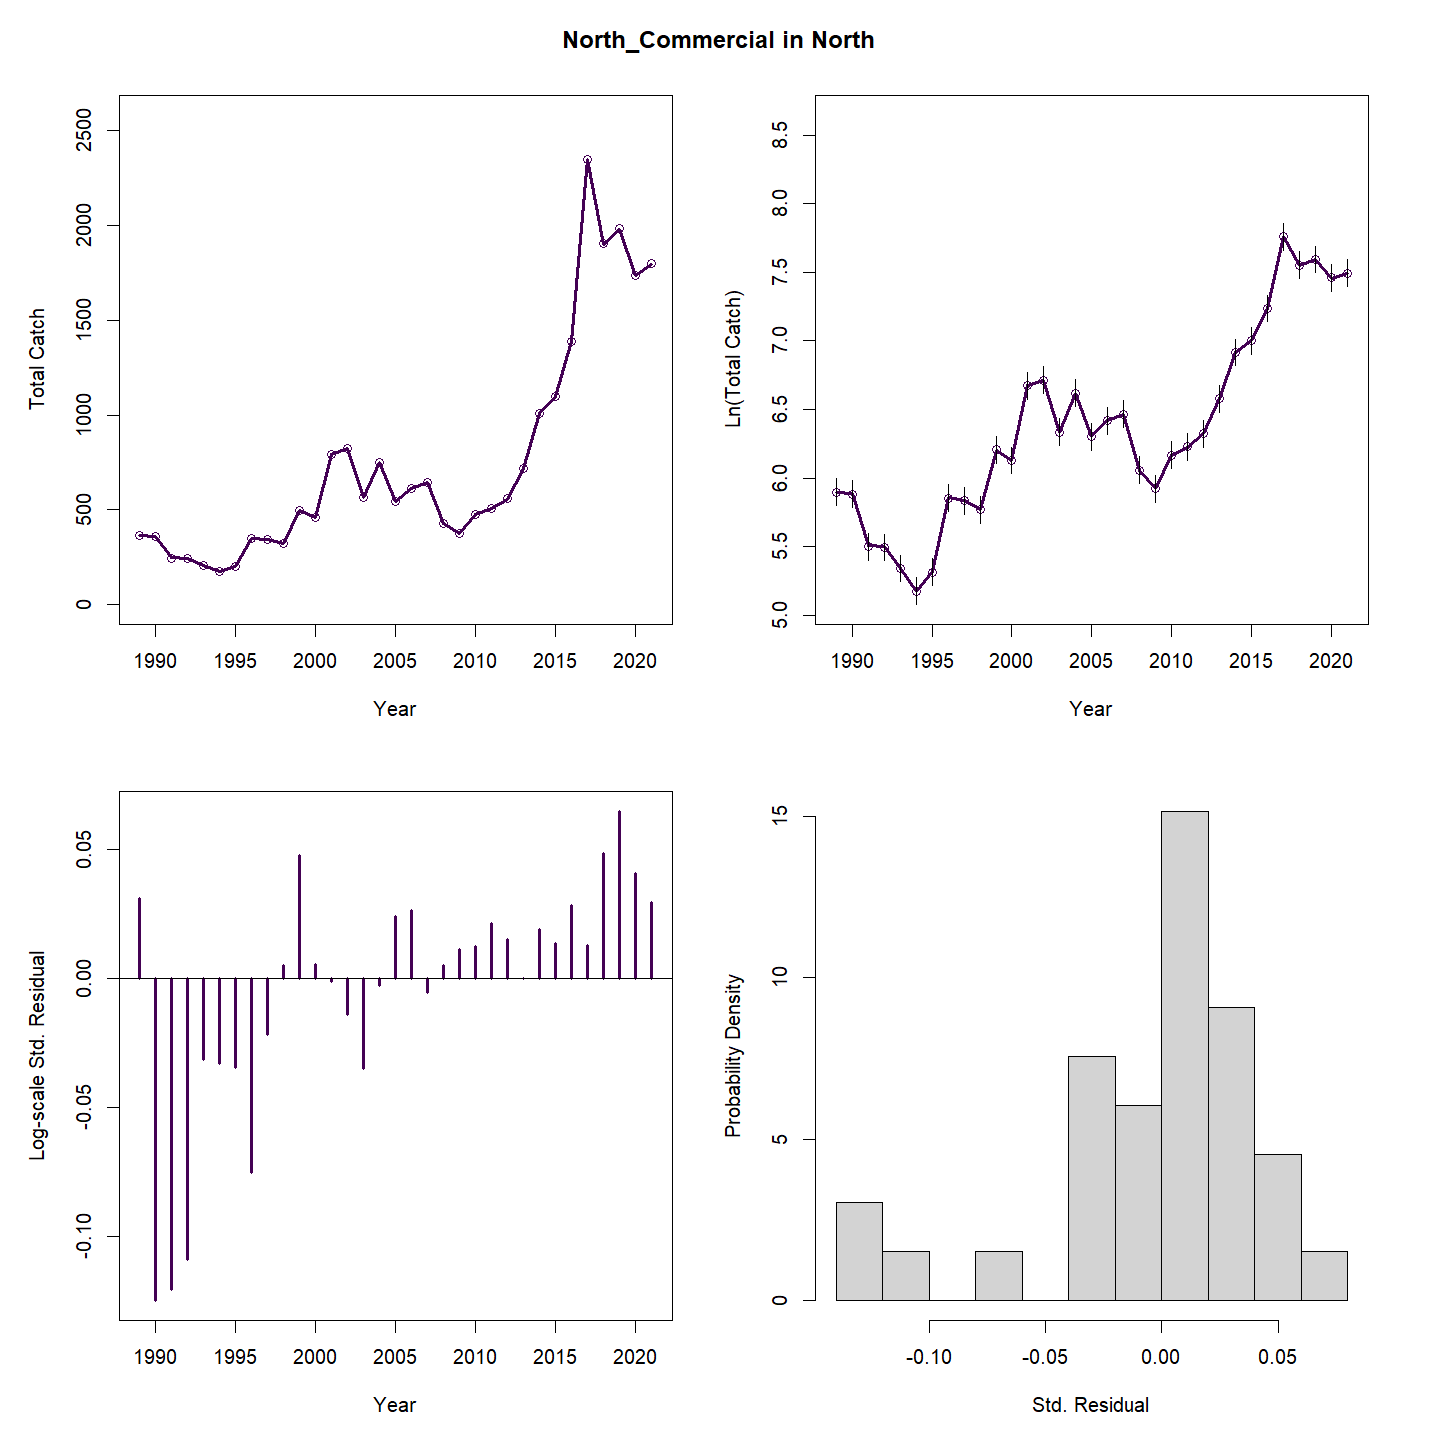 North_Commercial in North
2500
2000
1500
1000
500
0
Total Catch
1990 1995 2000 2005 2010 2015 2020
Year
8.5
8.0
7.5
7.0
6.5
6.0
5.5
5.0
Ln(Total Catch)
1990 1995 2000 2005 2010 2015 2020
Year
0.05
0.00
-0.05
-0.10
Log-scale Std. Residual
1990 1995 2000 2005 2010 2015 2020
Year
15
10
5
0
Probability Density
-0.10 -0.05 0.00 0.05
Std. Residual